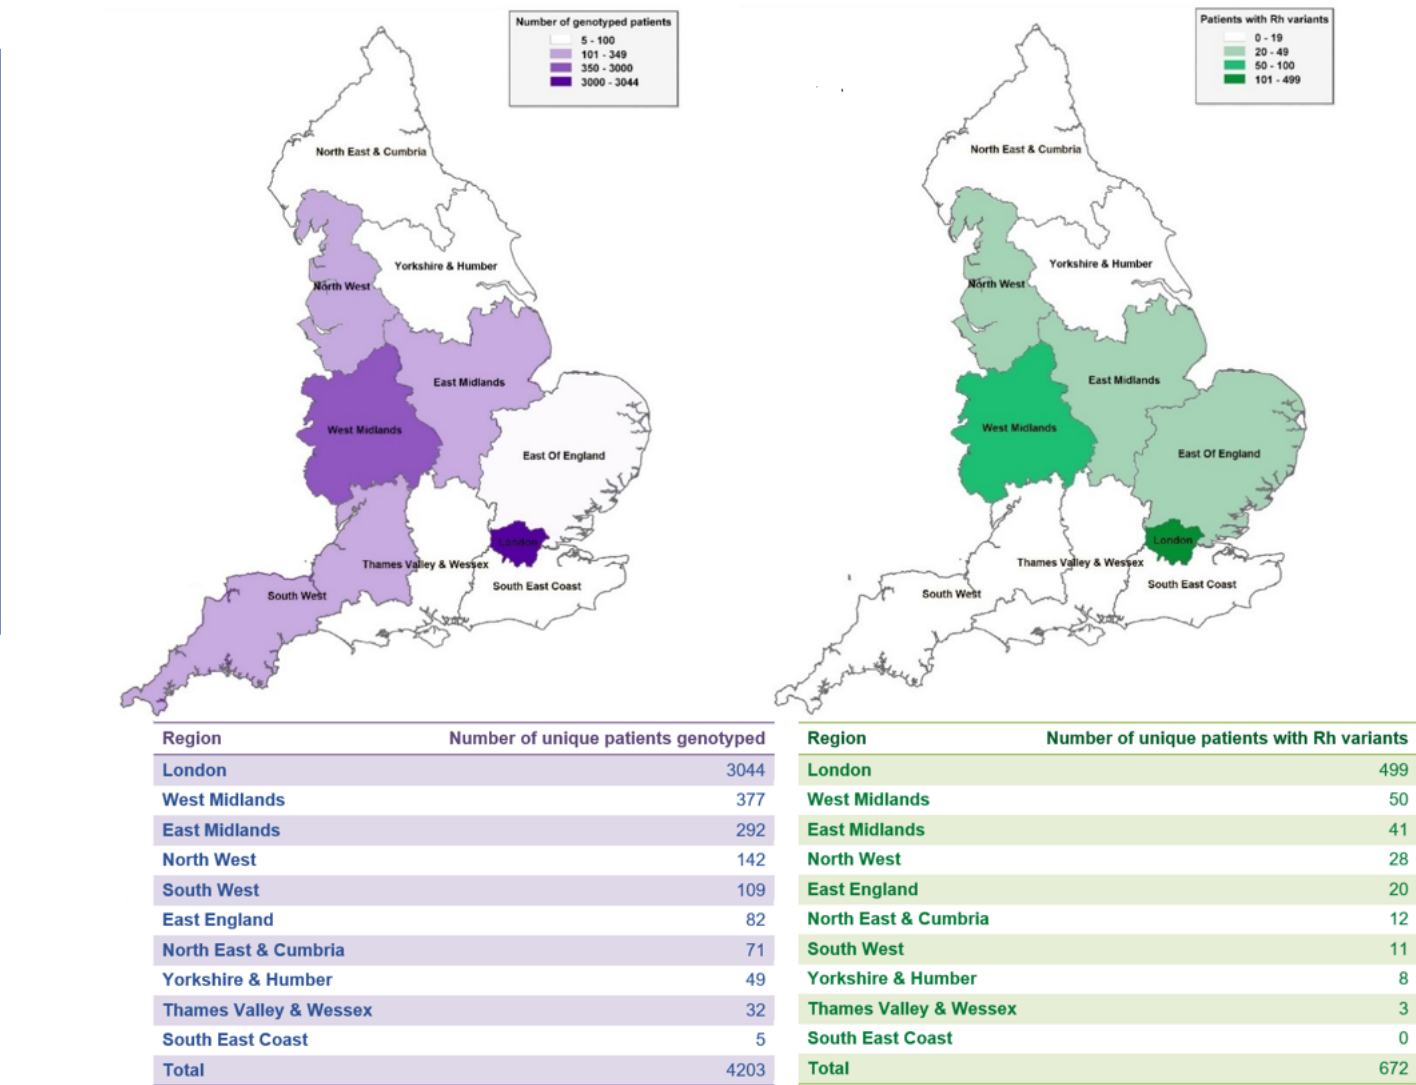 Number of genotyped patients
5 - 100
101 - 349
350 - 3000
3000 - 3044
North East & Cumbria
Yorkshire & Humber
North West
East Midlands
West Midlands
East Of England
London
Thames Valley & Wessex
South East Coast
South West
Patients with Rh variants
0 - 19
20 - 49
50 - 100
101 - 499
North East & Cumbria
Yorkshire & Humber
North West
East Midlands
West Midlands
East Of England
London
Thames Valley & Wessex
South East Coast
South West
Region Number of unique patients genotyped
London 3044
West Midlands 377
East Midlands 292
North West 142
South West 109
East England 82
North East & Cumbria 71
Yorkshire & Humber 49
Thames Valley & Wessex 32
South East Coast 5
Total 4203
Region Number of unique patients with Rh variants
London 499
West Midlands 50
East Midlands 41
North West 28
East England 20
North East & Cumbria 12
South West 11
Yorkshire & Humber 8
Thames Valley & Wessex 3
South East Coast 0
Total 672